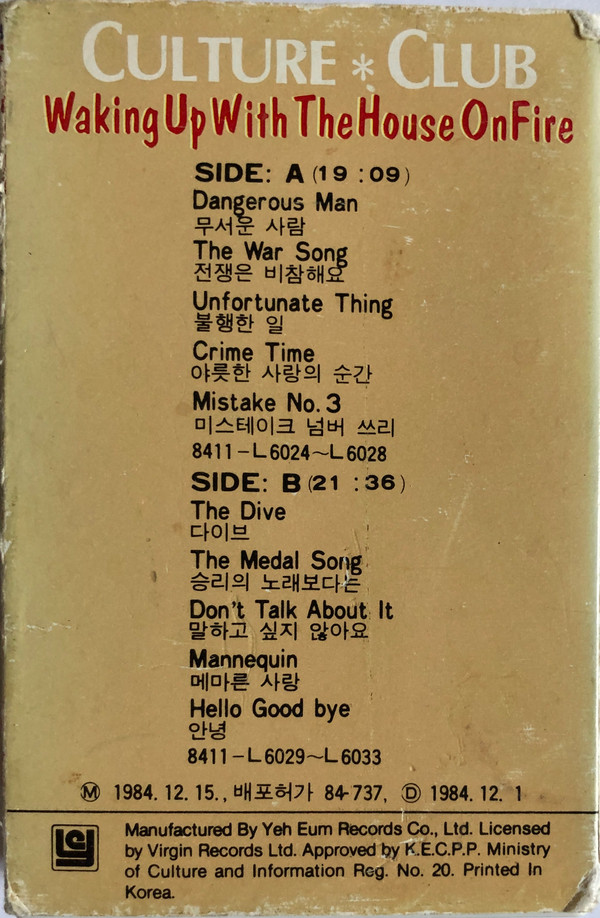 CULTURE * CLUB
Waking Up With The House On Fire
SIDE: A (19 : 09)
Dangerous Man
무서운 사람
The War Song
전쟁은 비참해요
Unfortunate Thing
불행한 일
Crime Time
야릇한 사랑의 순간
Mistake No. 3
미스테이크 넘버 쓰리
8411-L6024~L6028
SIDE: B (21 : 36)
The Dive
다이브
The Medal Song
승리의 노래보다는
Don't Talk About It
말하고 싶지 않아요
Mannequin
메마른 사랑
Hello Good bye
안녕
8411-L6029~L6033
Ⓜ 1984. 12. 15., 배포허가 84-737, Ⓓ 1984. 12. 1
Manufactured By Yeh Eum Records Co., Ltd. Licensed
by Virgin Records Ltd. Approved by K.E.C.P.P. Ministry
of Culture and Information Reg. No. 20. Printed In
Korea.